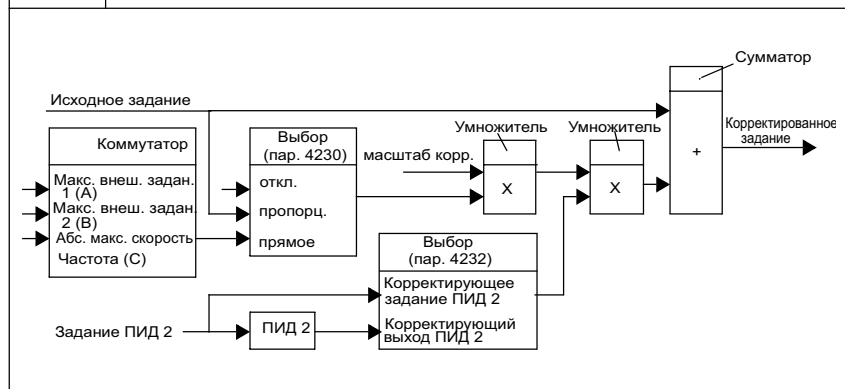 Сумматор
Исходное задание
Коммутатор
Макс. внеш. задан.
1 (А)
Макс. внеш. задан.
2 (В)
Абс. макс. скорость
Частота (С)
Выбор
(пар. 4230)
откл.
пропорц.
прямое
масштаб корр.
Умножитель
X
Умножитель
X
+
Корректированное
задание
Выбор
(пар. 4232)
Корректирующее
задание ПИД 2
Корректирующий
выход ПИД 2
Задание ПИД 2
ПИД 2